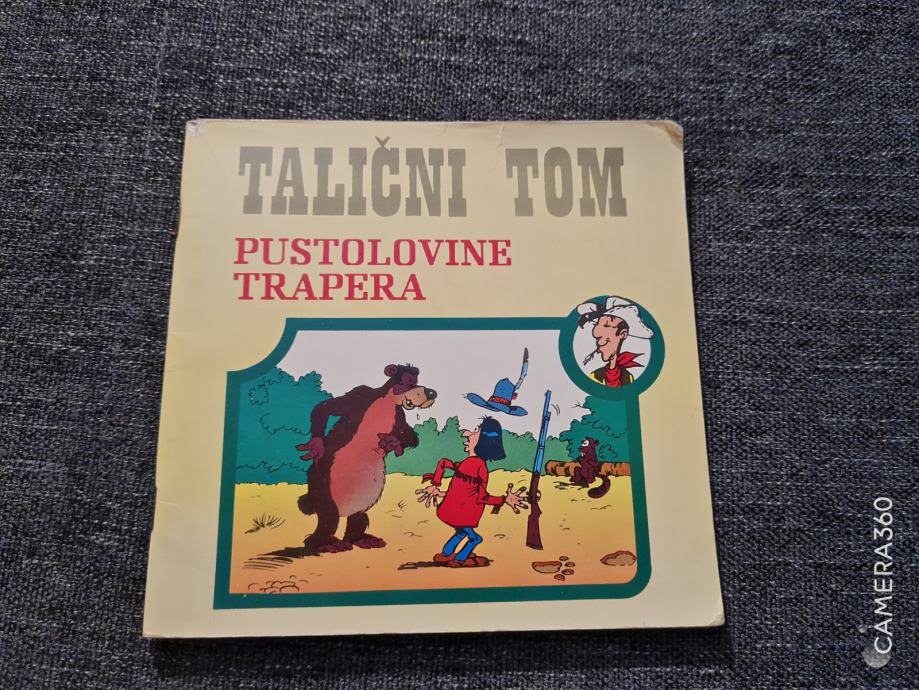 TALIČNI TOM
PUSTOLOVINE
TRAPERA
CAMERA360